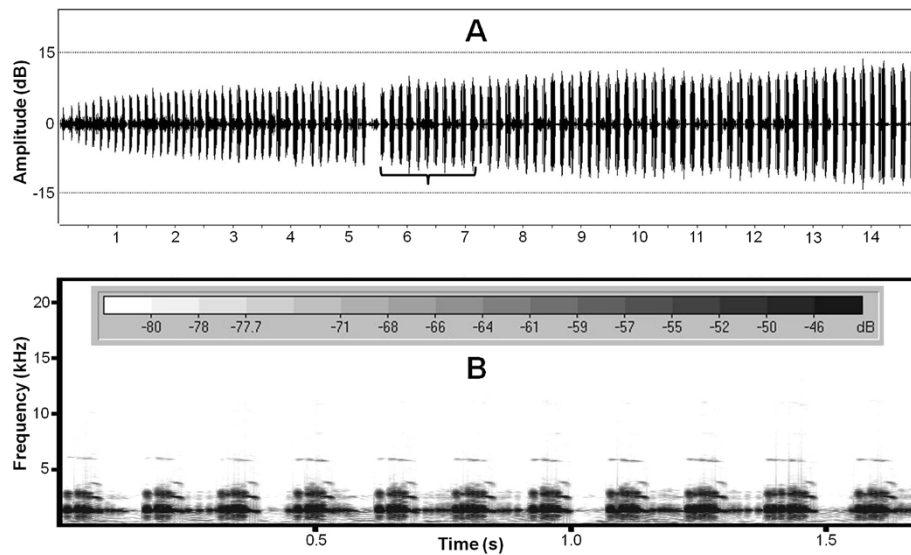 A
Amplitude (dB)
15
0
-15
1 2 3 4 5 6 7 8 9 10 11 12 13 14
-80 -78 -77.7 -71 -68 -66 -64 -61 -59 -57 -55 -52 -50 -46 dB
B
Frequency (kHz)
20
15
10
5
0.5 1.0 1.5
Time (s)